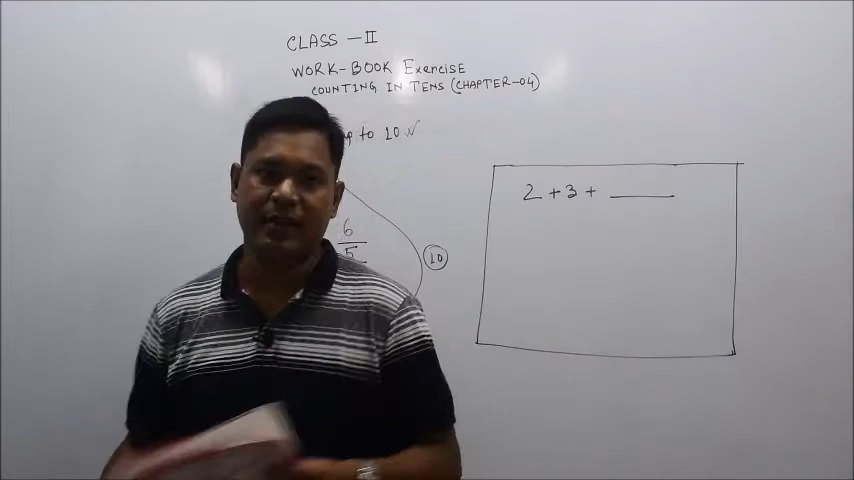 CLASS - II
WORK-BOOK Exercise
COUNTING IN TENS (CHAPTER-04)
to 10 ✓
2 + 3 + ____
6
5
10